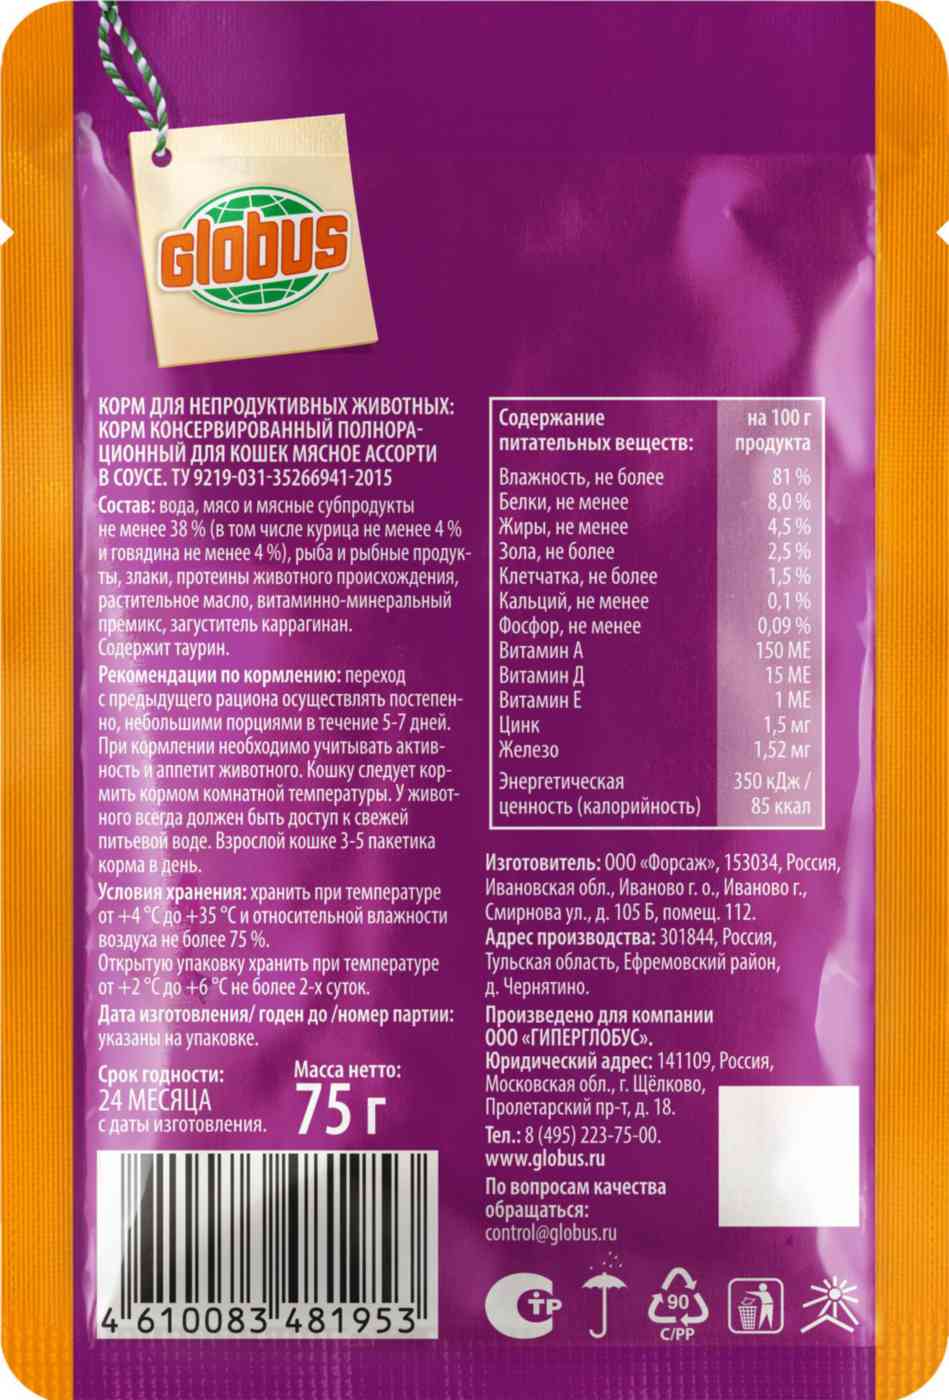 Globus
КОРМ ДЛЯ НЕПРОДУКТИВНЫХ ЖИВОТНЫХ:
КОРМ КОНСЕРВИРОВАННЫЙ ПОЛНОРА-
ЦИОННЫЙ ДЛЯ КОШЕК МЯСНОЕ АССОРТИ
В СОУСЕ. ТУ 9219-031-35266941-2015
Состав: вода, мясо и мясные субпродукты
не менее 38 % (в том числе курица не менее 4 %
и говядина не менее 4 %), рыба и рыбные продук-
ты, злаки, протеины животного происхождения,
растительное масло, витаминно-минеральный
премикс, загуститель каррагинан.
Содержит таурин.
Рекомендации по кормлению: переход
с предыдущего рациона осуществлять постепен-
но, небольшими порциями в течение 5-7 дней.
При кормлении необходимо учитывать актив-
ность и аппетит животного. Кошку следует кор-
мить кормом комнатной температуры. У живот-
ного всегда должен быть доступ к свежей
питьевой воде. Взрослой кошке 3-5 пакетика
корма в день.
Условия хранения: хранить при температуре
от +4 °С до +35 °С и относительной влажности
воздуха не более 75 %.
Открытую упаковку хранить при температуре
от +2 °С до +6 °С не более 2-х суток.
Дата изготовления/ годен до /номер партии:
указаны на упаковке.
Срок годности:
24 МЕСЯЦА
с даты изготовления.
Масса нетто:
75 г
4 610083 481953
Содержание на 100 г
питательных веществ: продукта
Влажность, не более 81 %
Белки, не менее 8,0 %
Жиры, не менее 4,5 %
Зола, не более 2,5 %
Клетчатка, не более 1,5 %
Кальций, не менее 0,1 %
Фосфор, не менее 0,09 %
Витамин А 150 МЕ
Витамин Д 15 МЕ
Витамин Е 1 МЕ
Цинк 1,5 мг
Железо 1,52 мг
Энергетическая 350 кДж /
ценность (калорийность) 85 ккал
Изготовитель: ООО «Форсаж», 153034, Россия,
Ивановская обл., Иваново г. о., Иваново г.,
Смирнова ул., д. 105 Б, помещ. 112.
Адрес производства: 301844, Россия,
Тульская область, Ефремовский район,
д. Чернятино.
Произведено для компании
ООО «ГИПЕРГЛОБУС».
Юридический адрес: 141109, Россия,
Московская обл., г. Щёлково,
Пролетарский пр-т, д. 18.
Тел.: 8 (495) 223-75-00.
www.globus.ru
По вопросам качества
обращаться:
control@globus.ru
СТР
90
C/PP